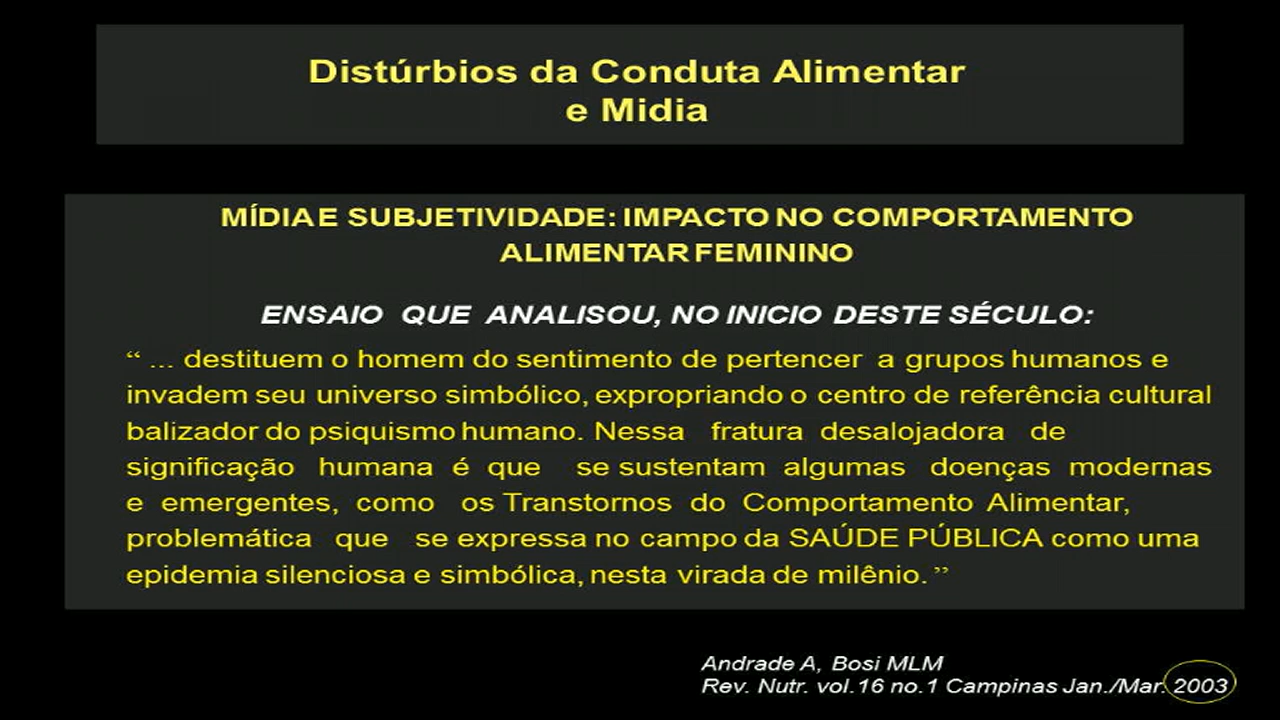 Distúrbios da Conduta Alimentar
e Midia
MÍDIA E SUBJETIVIDADE: IMPACTO NO COMPORTAMENTO
ALIMENTAR FEMININO
ENSAIO QUE ANALISOU, NO INICIO DESTE SÉCULO:
“ ... destituem o homem do sentimento de pertencer a grupos humanos e
invadem seu universo simbólico, expropriando o centro de referência cultural
balizador do psiquismo humano. Nessa fratura desalojadora de
significação humana é que se sustentam algumas doenças modernas
e emergentes, como os Transtornos do Comportamento Alimentar,
problemática que se expressa no campo da SAÚDE PÚBLICA como uma
epidemia silenciosa e simbólica, nesta virada de milênio. ”
Andrade A, Bosi MLM
Rev. Nutr. vol.16 no.1 Campinas Jan./Mar. 2003